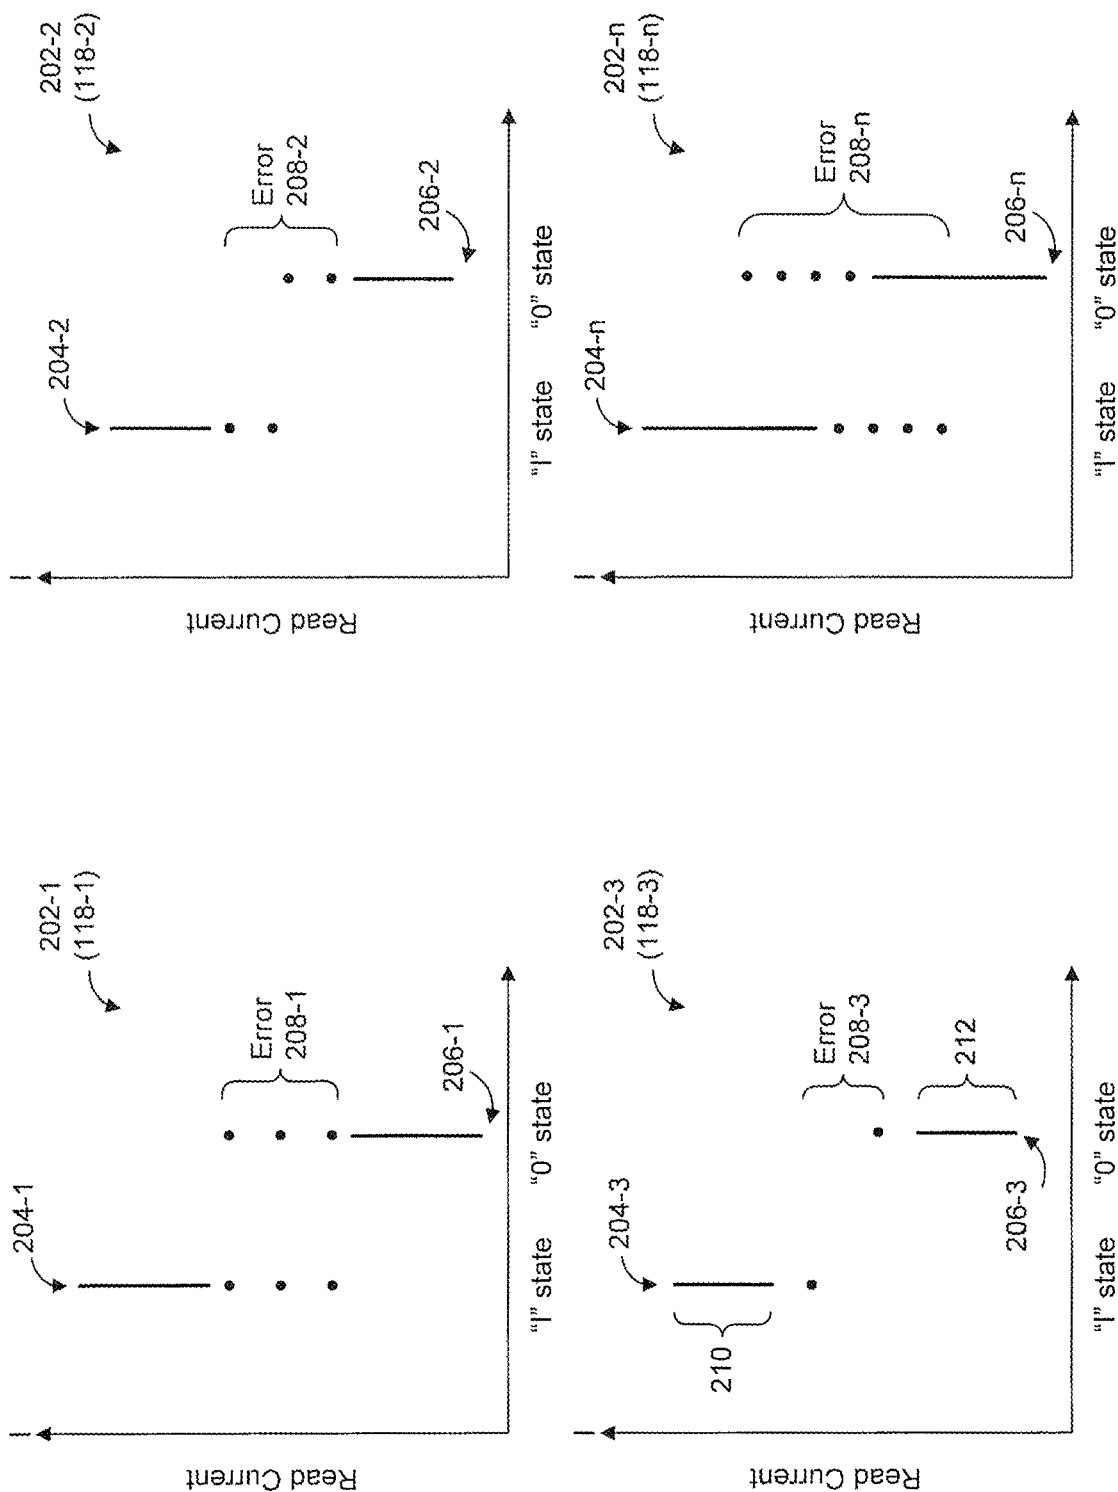 I
Read Current
204-1
202-1
(118-1)
Error
208-1
206-1
“I” state
“0” state
I
Read Current
204-2
202-2
(118-2)
Error
208-2
206-2
“I” state
“0” state
I
Read Current
204-3
202-3
(118-3)
210
Error
208-3
212
206-3
“I” state
“0” state
I
Read Current
204-n
202-n
(118-n)
Error
208-n
206-n
“I” state
“0” state